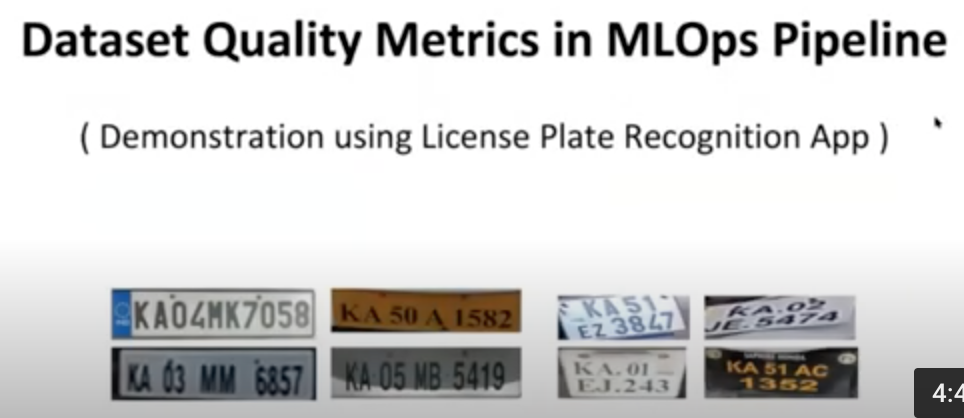 Dataset Quality Metrics in MLOps Pipeline
( Demonstration using License Plate Recognition App )
KA04MK7058
KA 50 A 1582
KA 51
EZ 3847
KA.05
JE.5474
KA 03 MM 6857
KA 05 MB 5419
KA.01
EJ.243
KA 51 AC
1352
4:4